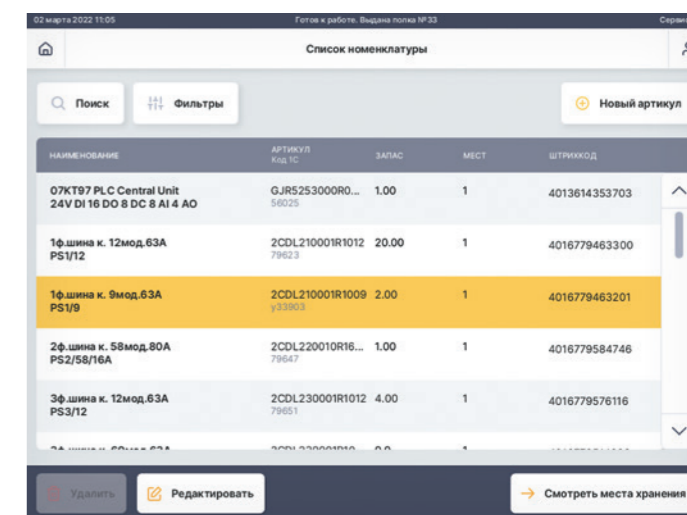 02 марта 2022 11:05 Готов к работе. Выдана полка №33 Сервис
Список номенклатуры
Поиск Фильтры Новый артикул
НАИМЕНОВАНИЕ АРТИКУЛ ЗАПАС МЕСТ ШТРИХКОД
Код 1С
07KT97 PLC Central Unit GJR5253000R0... 1.00 1 4013614353703
24V DI 16 DO 8 DC 8 AI 4 AO 56025
1ф.шина к. 12мод.63А 2CDL210001R1012 20.00 1 4016779463300
PS1/12 79623
1ф.шина к. 9мод.63А 2CDL210001R1009 2.00 1 4016779463201
PS1/9 у33903
2ф.шина к. 58мод.80А 2CDL220010R16... 1.00 1 4016779584746
PS2/58/16A 79647
3ф.шина к. 12мод.63А 2CDL230001R1012 4.00 1 4016779576116
PS3/12 79651
Удалить Редактировать Смотреть места хранения